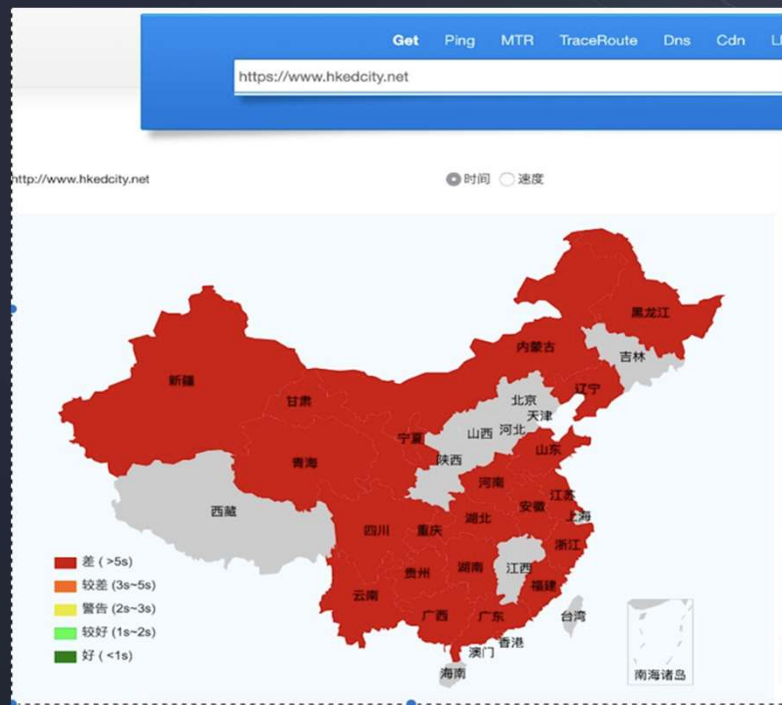 Get Ping MTR TraceRoute Dns Cdn
https://www.hkedcity.net
http://www.hkedcity.net
时间 速度
黑龙江
内蒙古
吉林
新疆
辽宁
甘肃
北京
天津
宁夏
山西
河北
山东
陕西
青海
河南
江苏
西藏
安徽
上海
四川
重庆
湖北
浙江
贵州
湖南
江西
福建
云南
广西
广东
台湾
香港
澳门
海南
南海诸岛
差 ( >5s)
较差 (3s~5s)
警告 (2s~3s)
较好 (1s~2s)
好 ( <1s)